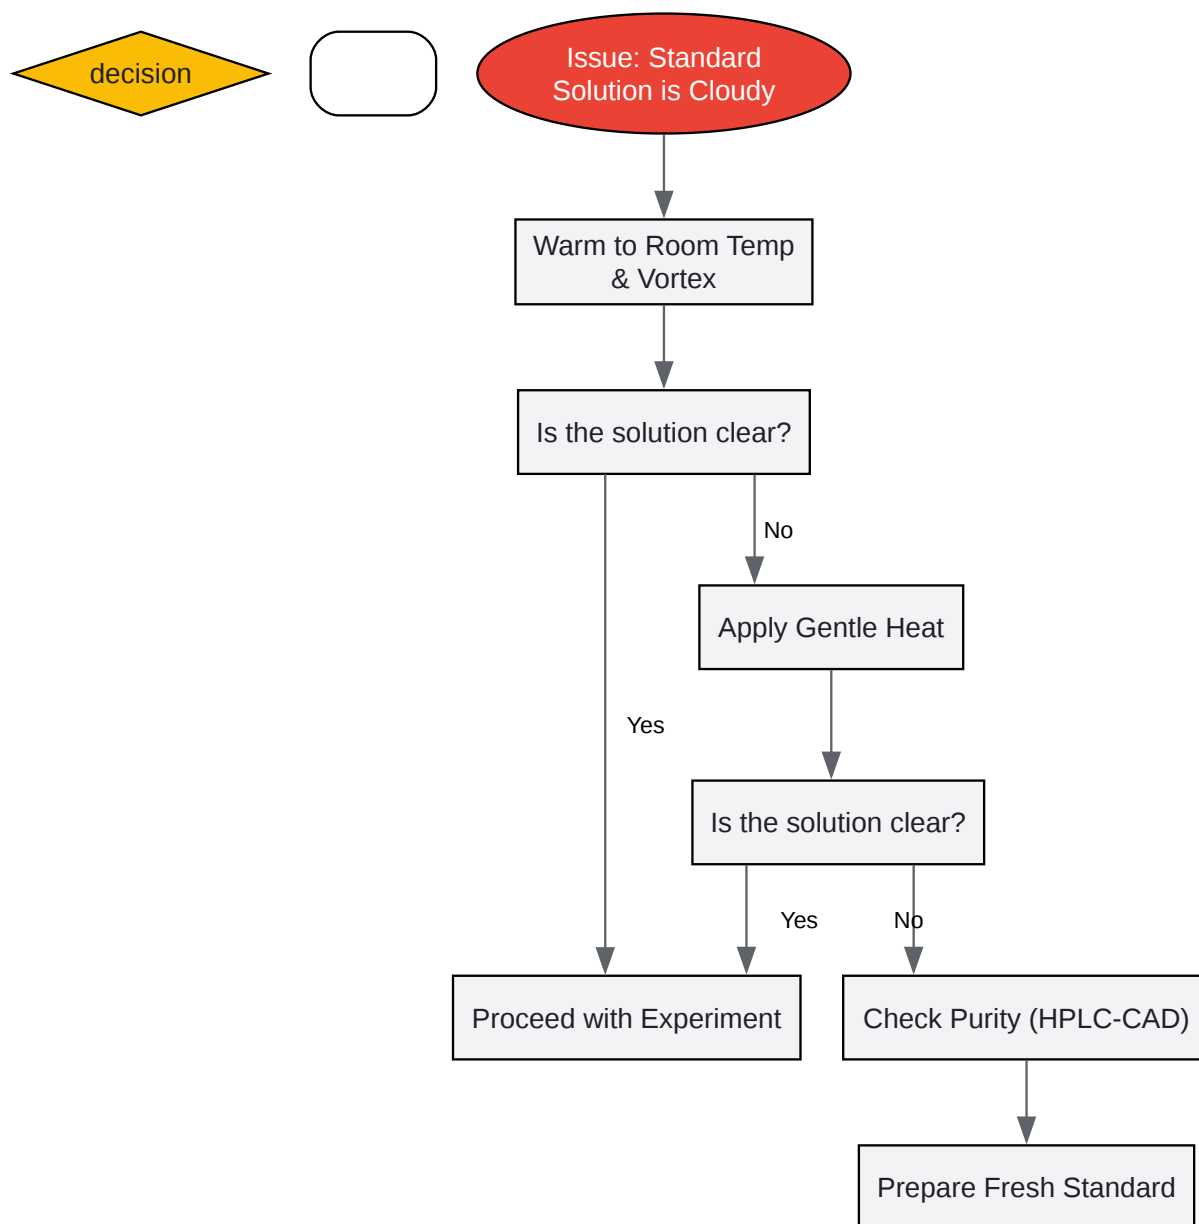 decision
Issue: Standard
Solution is Cloudy
Warm to Room Temp
& Vortex
Is the solution clear?
No
Apply Gentle Heat
Yes
Is the solution clear?
Yes
No
Proceed with Experiment
Check Purity (HPLC-CAD)
Prepare Fresh Standard